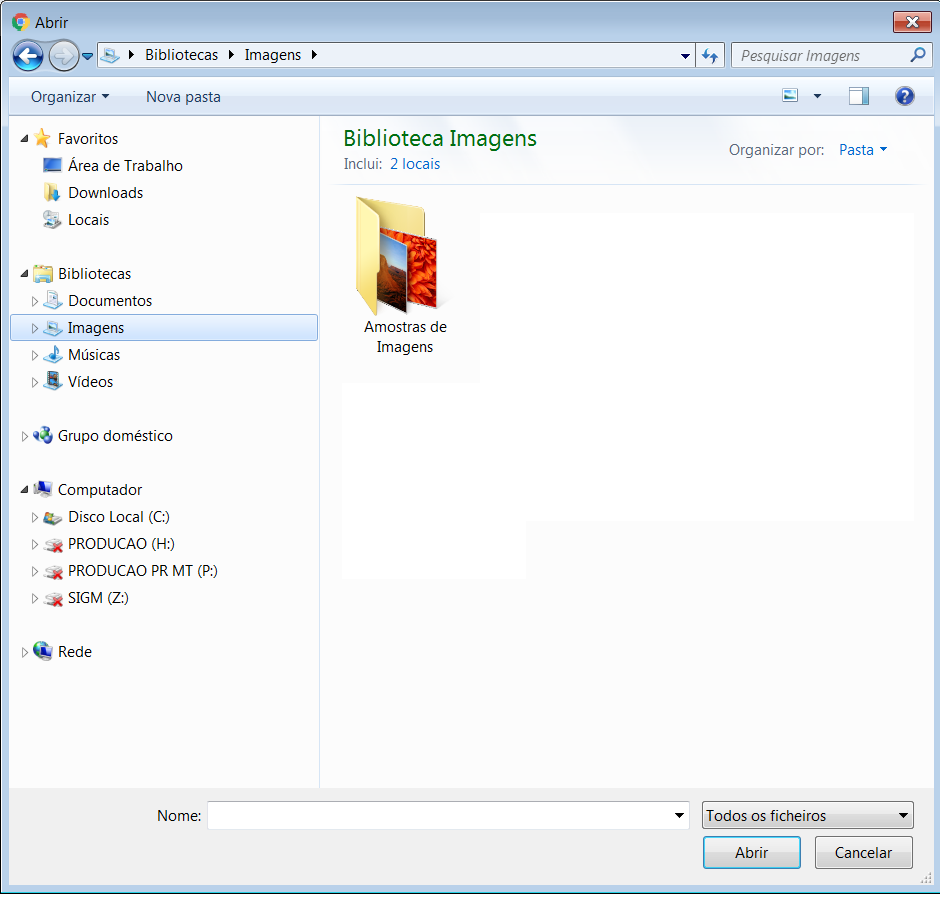 Abrir
Bibliotecas Imagens
Pesquisar Imagens
Organizar Nova pasta
Favoritos
Área de Trabalho
Downloads
Locais
Bibliotecas
Documentos
Imagens
Músicas
Vídeos
Grupo doméstico
Computador
Disco Local (C:)
PRODUCAO (H:)
PRODUCAO PR MT (P:)
SIGM (Z:)
Rede
Biblioteca Imagens
Inclui: 2 locais
Organizar por: Pasta
Amostras de
Imagens
Nome:
Todos os ficheiros
Abrir Cancelar